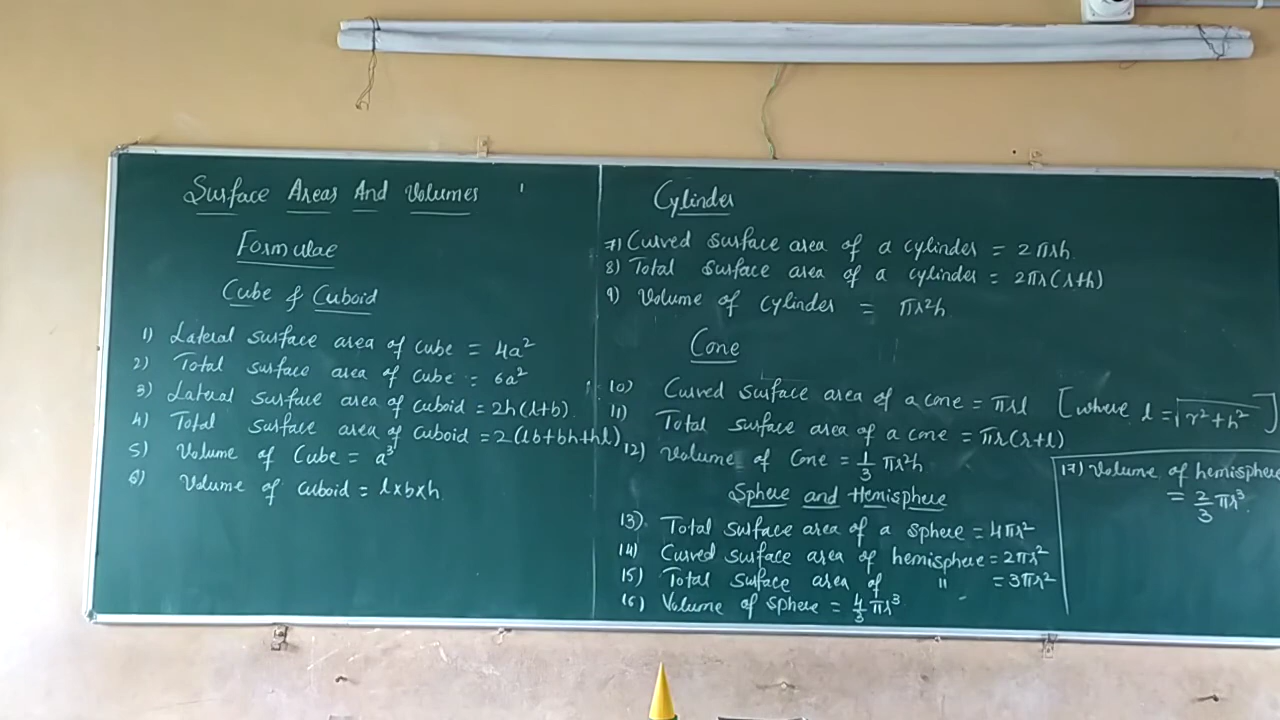 Surface Areas And Volumes
Formulae
Cube & Cuboid
1) Lateral surface area of cube = 4a²
2) Total surface area of cube = 6a²
3) Lateral surface area of cuboid = 2h(l+b)
4) Total surface area of cuboid = 2(lb+bh+hl)
5) Volume of Cube = a³
6) Volume of cuboid = l×b×h
Cylinder
7) Curved surface area of a cylinder = 2πrh
8) Total surface area of a cylinder = 2πr(r+h)
9) Volume of cylinder = πr²h
Cone
10) Curved surface area of a cone = πrl [where l = √r²+h²]
11) Total surface area of a cone = πr(r+l)
12) Volume of Cone = 1/3 πr²h
Sphere and Hemisphere
13) Total surface area of a sphere = 4πr²
14) Curved surface area of hemisphere = 2πr²
15) Total surface area of " = 3πr²
16) Volume of sphere = 4/3 πr³
17) Volume of hemisphere
= 2/3 πr³